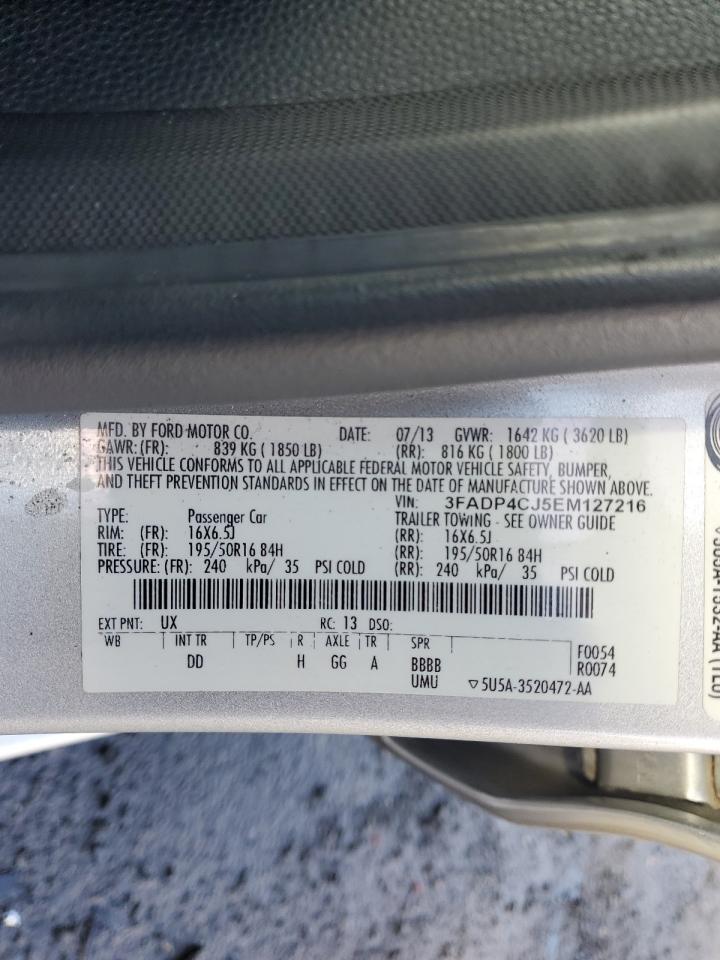 MFD. BY FORD MOTOR CO. DATE: 07/13 GVWR: 1642 KG ( 3620 LB)
GAWR: (FR): 839 KG ( 1850 LB) (RR): 816 KG ( 1800 LB)
THIS VEHICLE CONFORMS TO ALL APPLICABLE FEDERAL MOTOR VEHICLE SAFETY, BUMPER,
AND THEFT PREVENTION STANDARDS IN EFFECT ON THE DATE OF MANUFACTURE SHOWN ABOVE.
VIN: 3FADP4CJ5EM127216
TYPE: Passenger Car TRAILER TOWING - SEE OWNER GUIDE
RIM: (FR): 16X6.5J (RR): 16X6.5J
TIRE: (FR): 195/50R16 84H (RR): 195/50R16 84H
PRESSURE: (FR): 240 kPa/ 35 PSI COLD (RR): 240 kPa/ 35 PSI COLD
EXT PNT: UX RC: 13 DSO:
WB INT TR TP/PS R AXLE TR SPR F0054
DD H GG A BBBB R0074
UMU ▽5U5A-3520472-AA